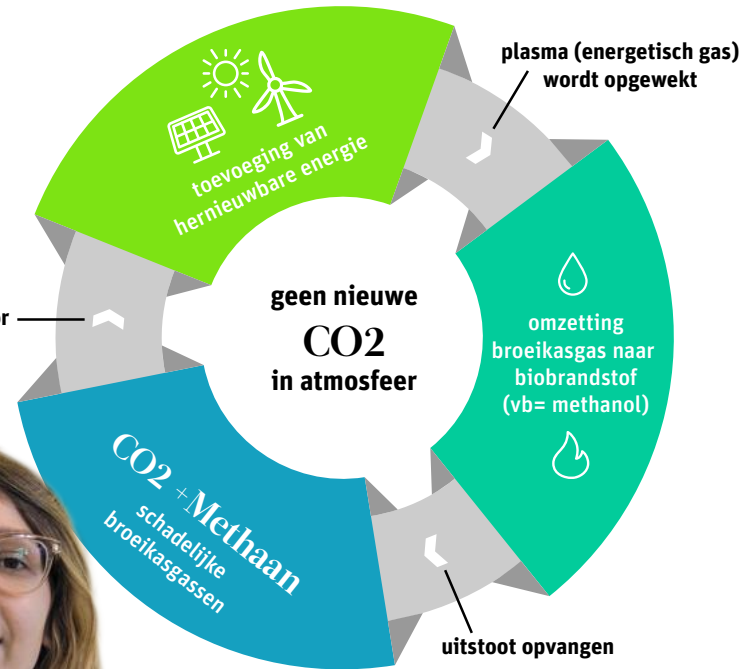 plasma (energetisch gas)
wordt opgewekt
toevoeging van
hernieuwbare energie
geen nieuwe
CO2
in atmosfeer
omzetting
broeikasgas naar
biobrandstof
(vb= methanol)
CO2 +Methaan
schadelijke
broeikasgassen
uitstoot opvangen